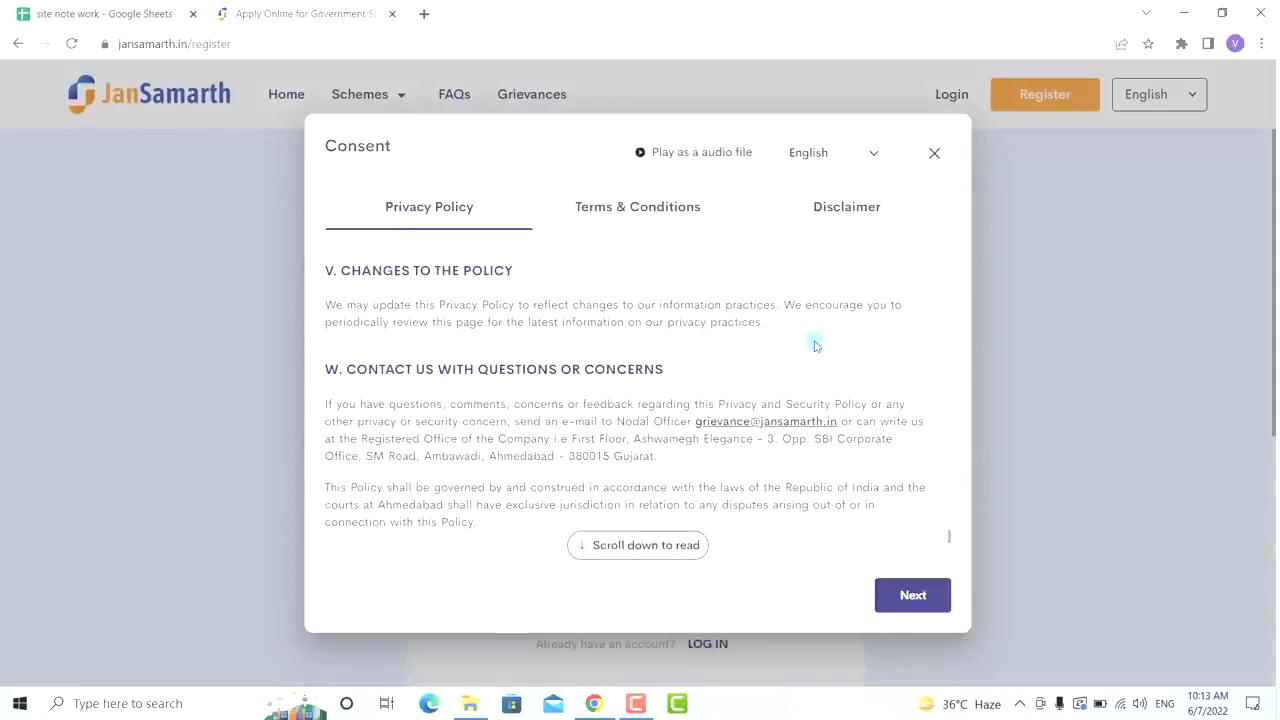 site note work - Google Sheets
Apply Online for Government S
jansamarth.in/register
V
JanSamarth
Home
Schemes
FAQs
Grievances
Login
Register
English
Consent
Play as a audio file
English
Privacy Policy
Terms & Conditions
Disclaimer
V. CHANGES TO THE POLICY
We may update this Privacy Policy to reflect changes to our information practices. We encourage you to
periodically review this page for the latest information on our privacy practices.
W. CONTACT US WITH QUESTIONS OR CONCERNS
If you have questions, comments, concerns or feedback regarding this Privacy and Security Policy or any
other privacy or security concern, send an e-mail to Nodal Officer grievance@jansamarth.in or can write us
at the Registered Office of the Company i.e First Floor, Ashwamegh Elegance - 3. Opp. SBI Corporate
Office, SM Road, Ambawadi, Ahmedabad - 380015 Gujarat.
This Policy shall be governed by and construed in accordance with the laws of the Republic of India and the
courts at Ahmedabad shall have exclusive jurisdiction in relation to any disputes arising out of or in
connection with this Policy.
↓ Scroll down to read
Next
Already have an account? LOG IN
Type here to search
36°C Haze
ENG
10:13 AM
6/7/2022